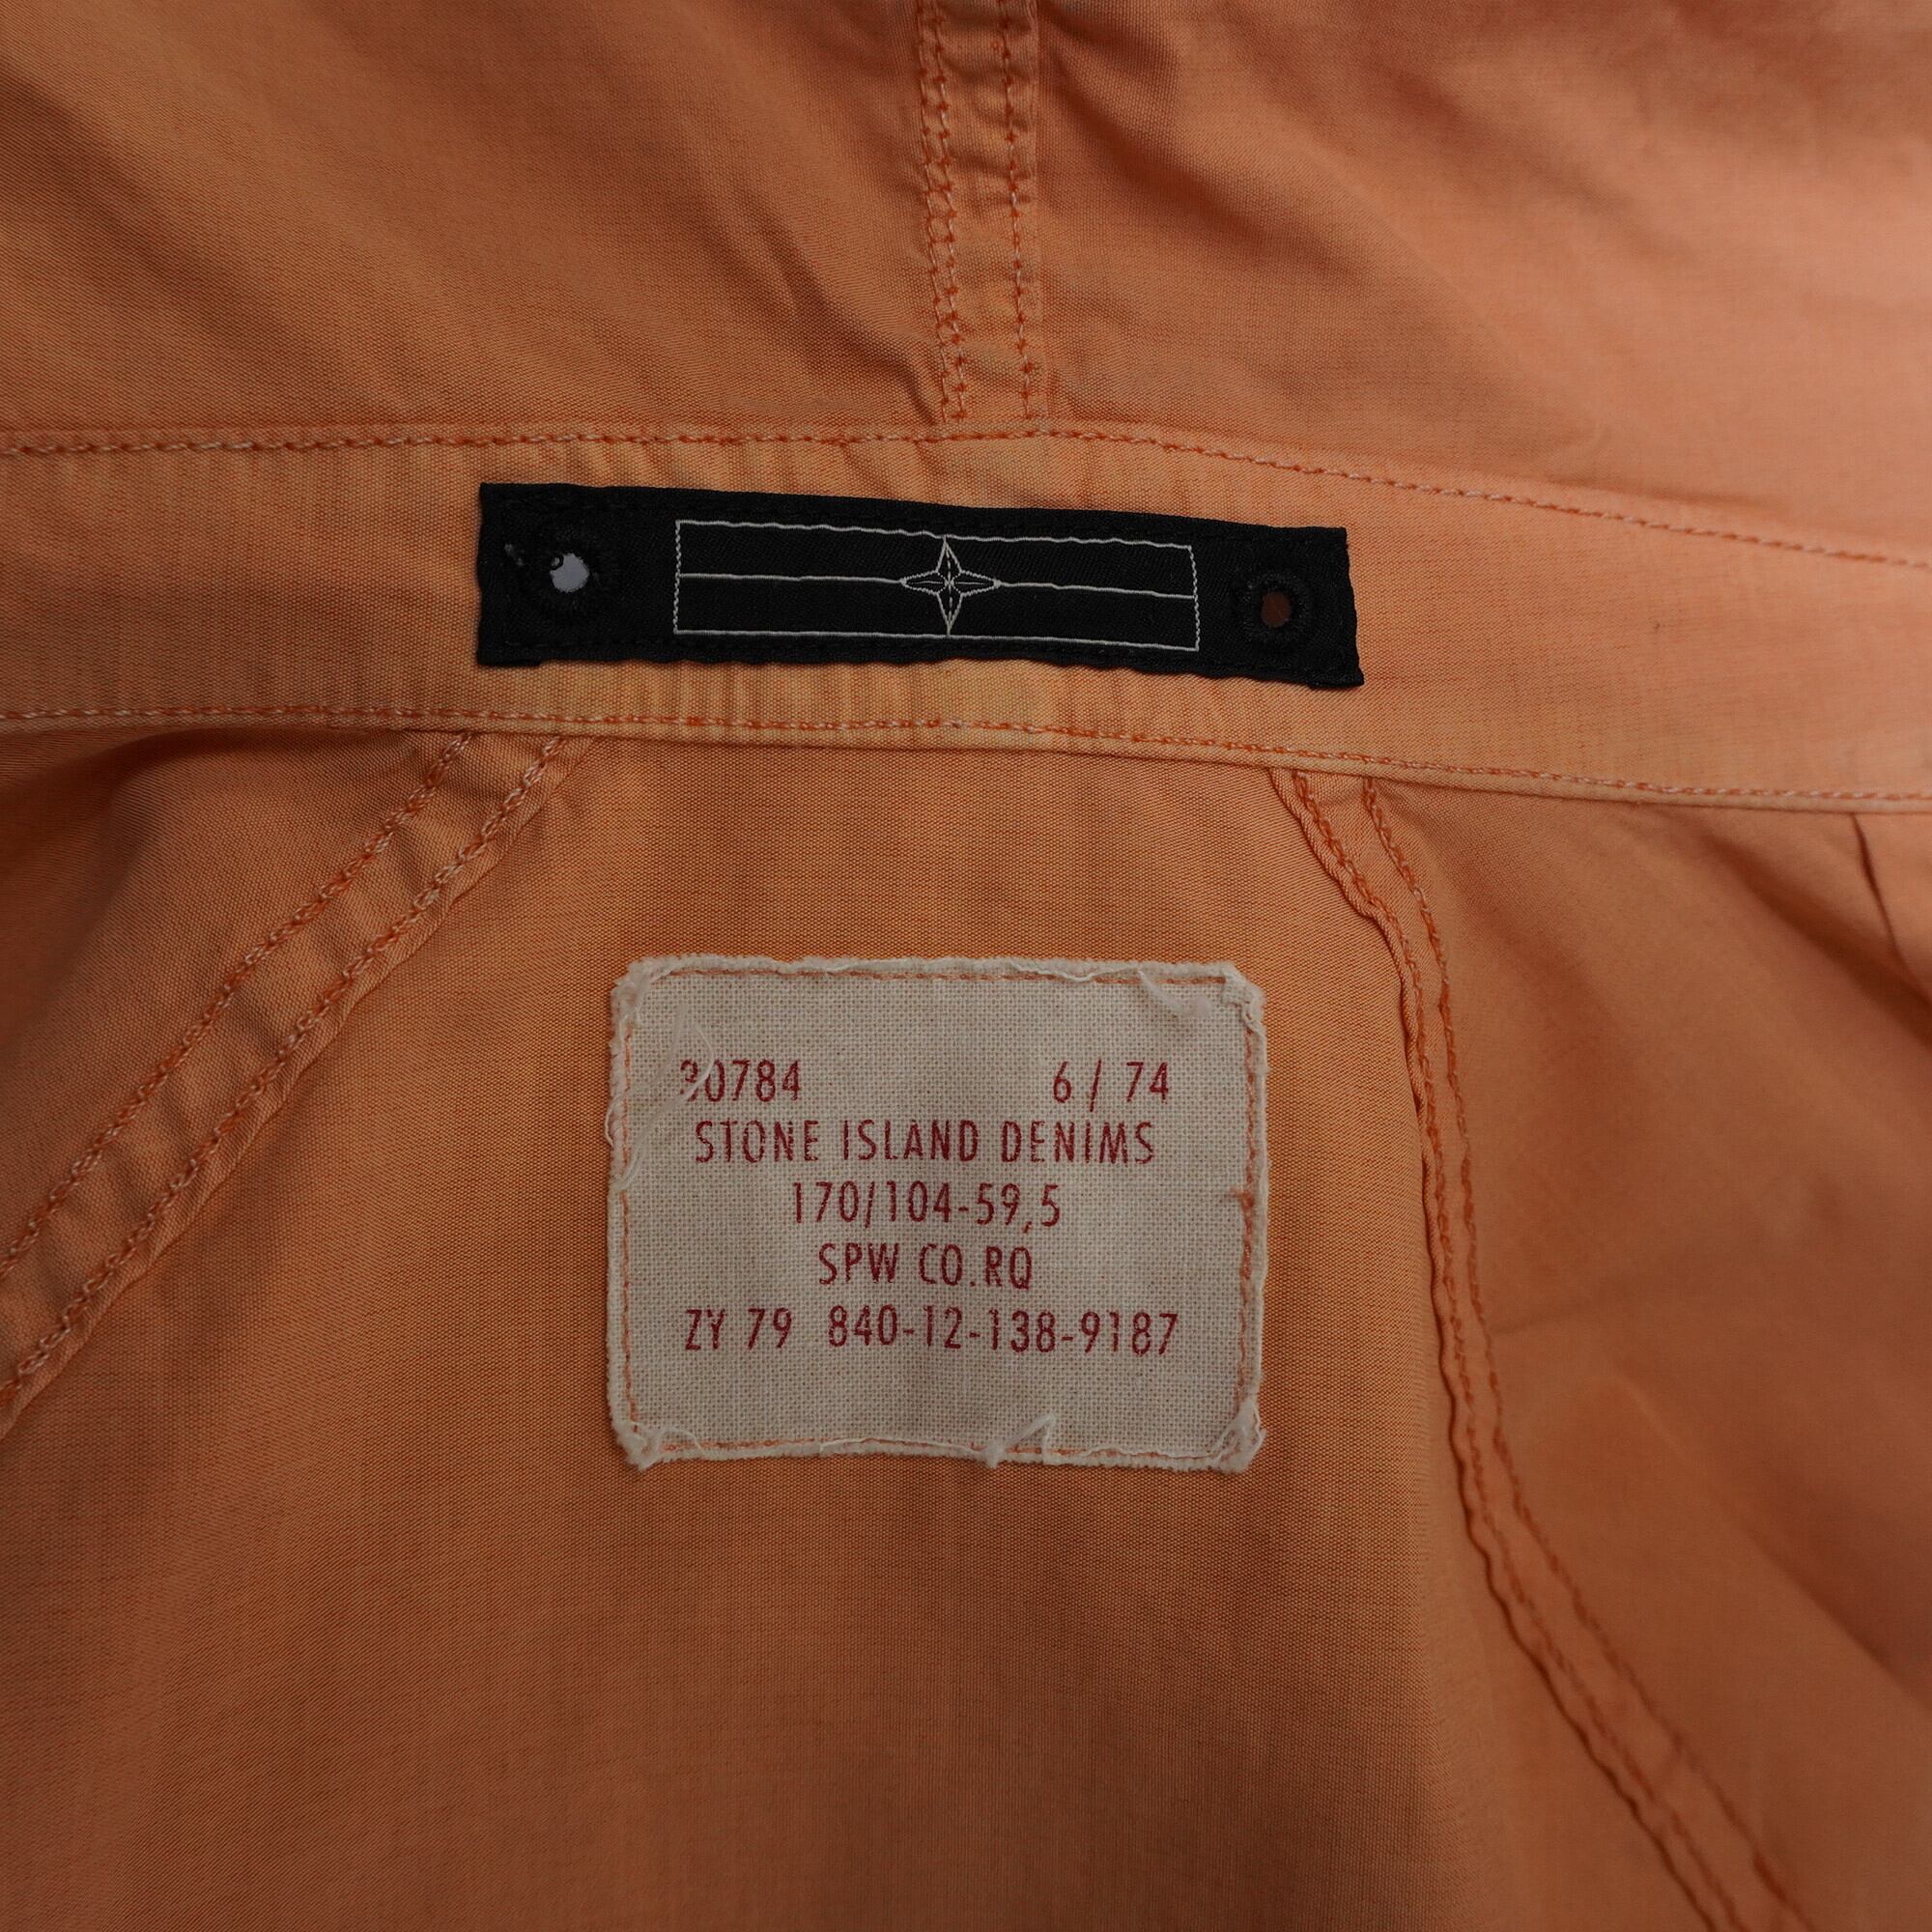 30784 6 / 74
STONE ISLAND DENIMS
170/104-59,5
SPW CO.RQ
ZY 79 840-12-138-9187